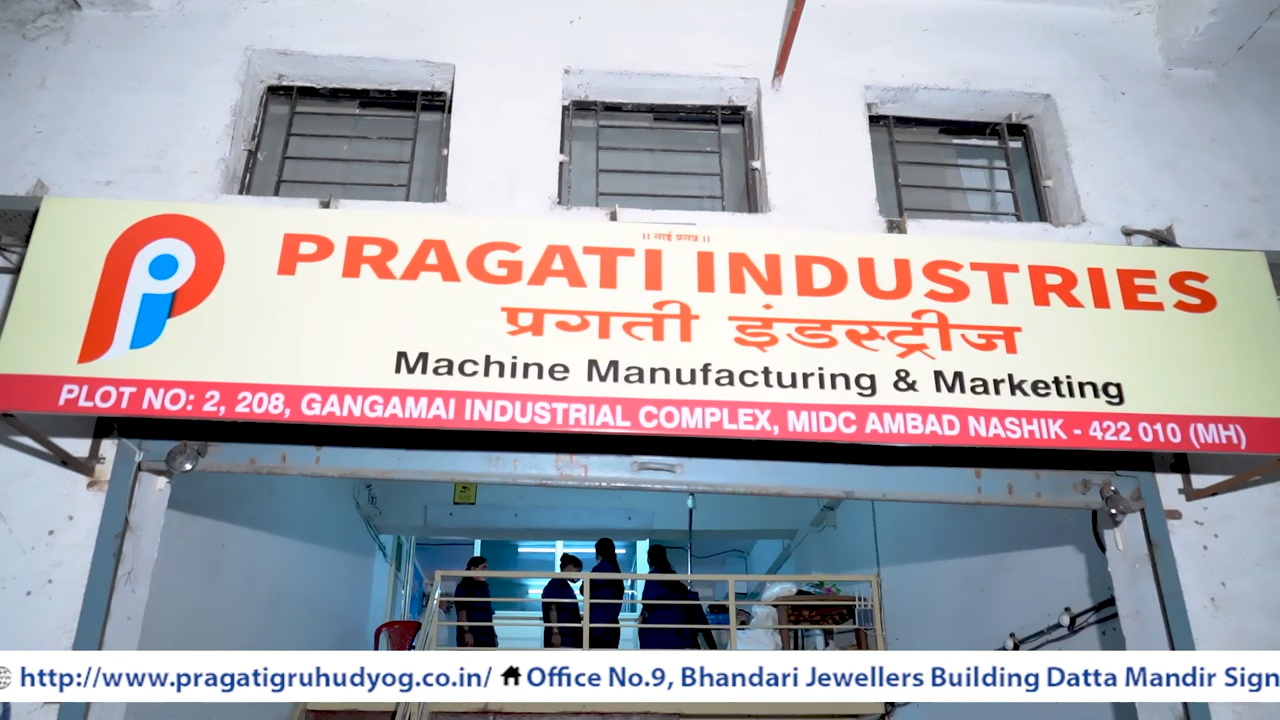 PRAGATI INDUSTRIES
प्रगती इंडस्ट्रीज
Machine Manufacturing & Marketing
PLOT NO: 2, 208, GANGAMAI INDUSTRIAL COMPLEX, MIDC AMBAD NASHIK - 422 010 (MH)
http://www.pragatigruhudyog.co.in/ Office No.9, Bhandari Jewellers Building Datta Mandir Sign